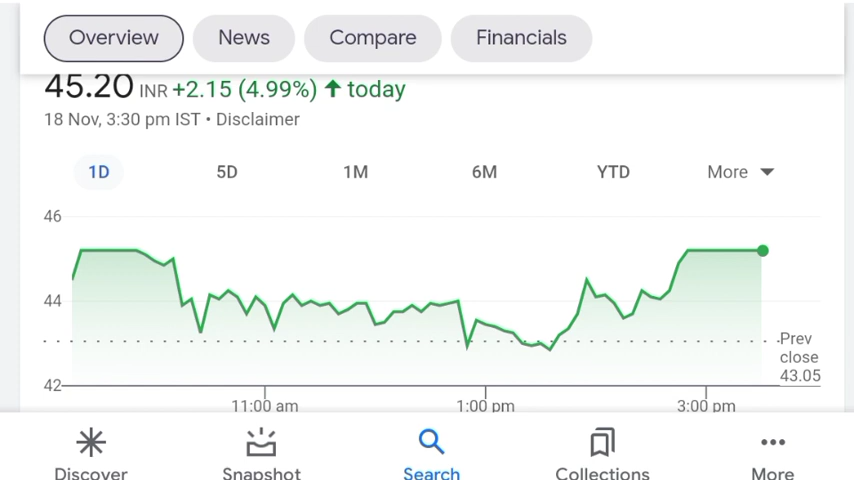 Overview News Compare Financials
45.20 INR +2.15 (4.99%) ↑ today
18 Nov, 3:30 pm IST • Disclaimer
1D 5D 1M 6M YTD More
46
44
42
Prev
close
43.05
11:00 am 1:00 pm 3:00 pm
Discover Snapshot Search Collections More